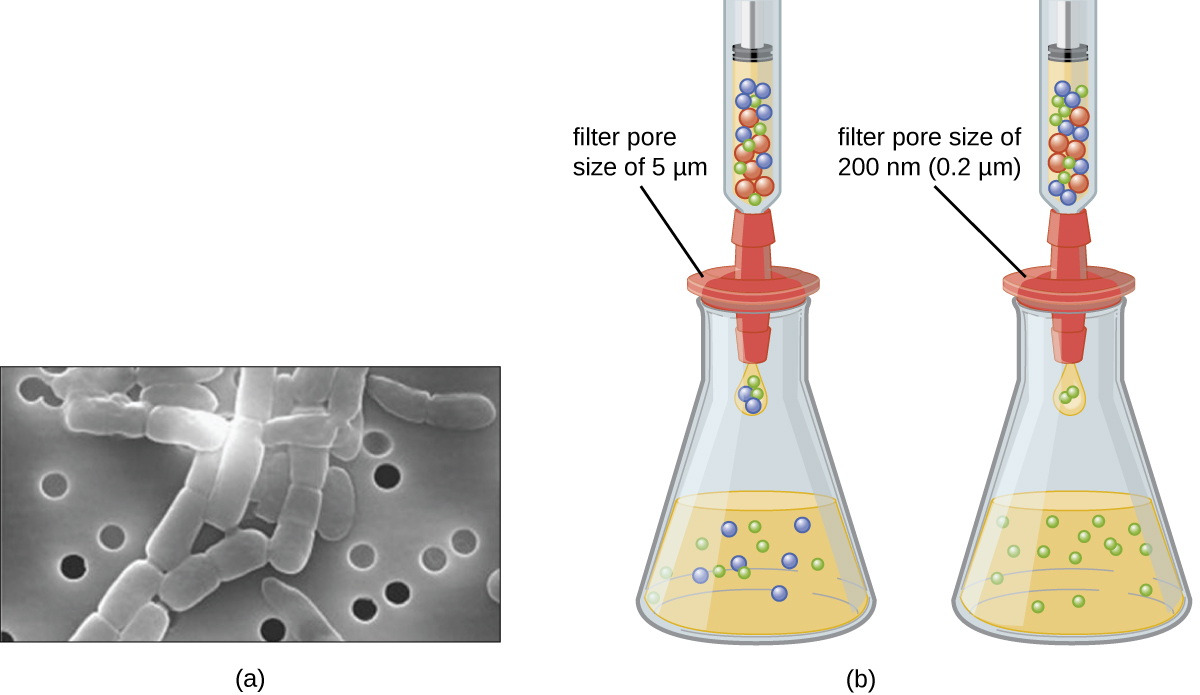 filter pore
size of 5 µm
filter pore size of
200 nm (0.2 µm)
(a)
(b)